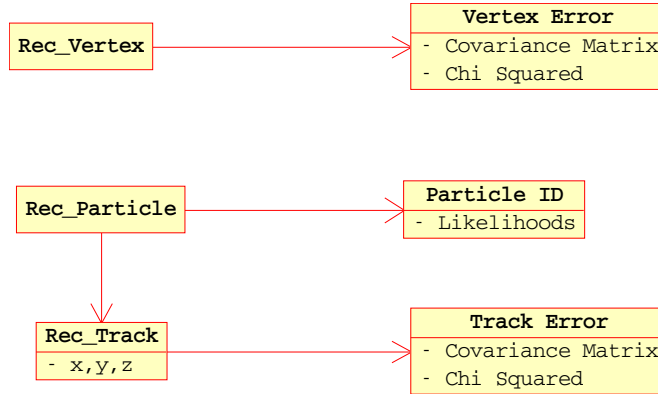 Vertex Error
Rec_Vertex
- Covariance Matrix
- Chi Squared
Rec_Particle
Particle ID
- Likelihoods
Rec_Track
- x,y,z
Track Error
- Covariance Matrix
- Chi Squared